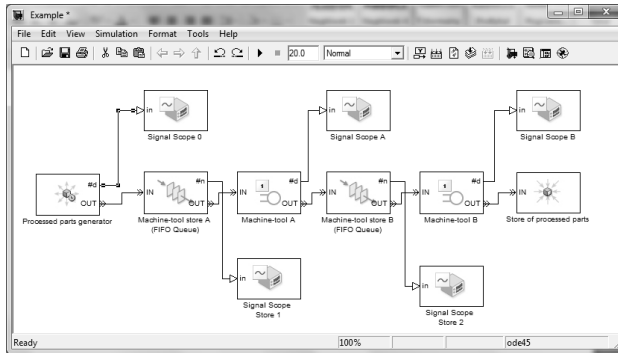 Example *
File Edit View Simulation Format Tools Help
20.0 Normal
in
in
in
Signal Scope 0
Signal Scope A
Signal Scope B
#d
#n
#d
#n
#d
OUT
IN
OUT
IN
1
OUT
IN
OUT
IN
1
OUT
IN
Processed parts generator
Machine-tool store A
(FIFO Queue)
Machine-tool A
Machine-tool store B
(FIFO Queue)
Machine-tool B
Store of processed parts
in
in
Signal Scope
Store 1
Signal Scope
Store 2
Ready 100% ode45